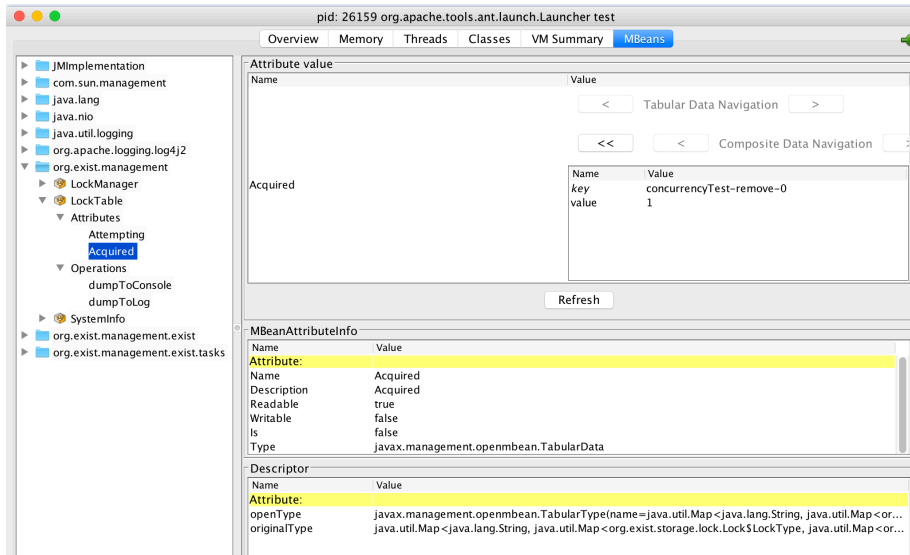 pid: 26159 org.apache.tools.ant.launch.Launcher test
Overview Memory Threads Classes VM Summary MBeans
JMImplementation
com.sun.management
java.lang
java.nio
java.util.logging
org.apache.logging.log4j2
org.exist.management
LockManager
LockTable
Attributes
Attempting
Acquired
Operations
dumpToConsole
dumpToLog
SystemInfo
org.exist.management.exist
org.exist.management.exist.tasks
Attribute value
Name Value
Acquired
< Tabular Data Navigation >
<< < Composite Data Navigation >
Name Value
key concurrencyTest-remove-0
value 1
Refresh
MBeanAttributeInfo
Name Value
Attribute:
Name Acquired
Description Acquired
Readable true
Writable false
Is false
Type javax.management.openmbean.TabularData
Descriptor
Name Value
Attribute:
openType javax.management.openmbean.TabularType(name=java.util.Map<java.lang.String, java.util.Map<or...
originalType java.util.Map<java.lang.String, java.util.Map<org.exist.storage.lock.Lock$LockType, java.util.Map<or...